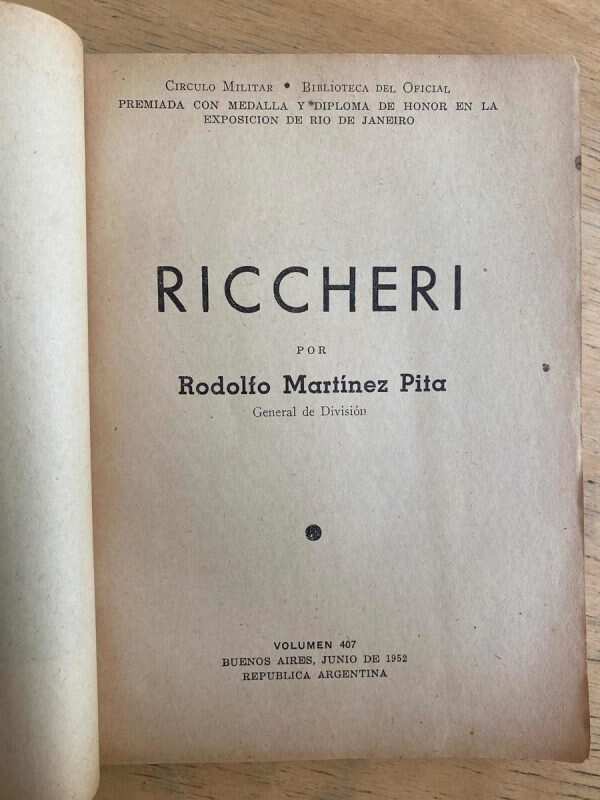 CIRCULO MILITAR • BIBLIOTECA DEL OFICIAL
PREMIADA CON MEDALLA Y DIPLOMA DE HONOR EN LA
EXPOSICION DE RIO DE JANEIRO
RICCHERI
POR
Rodolfo Martínez Pita
General de División
VOLUMEN 407
BUENOS AIRES, JUNIO DE 1952
REPUBLICA ARGENTINA